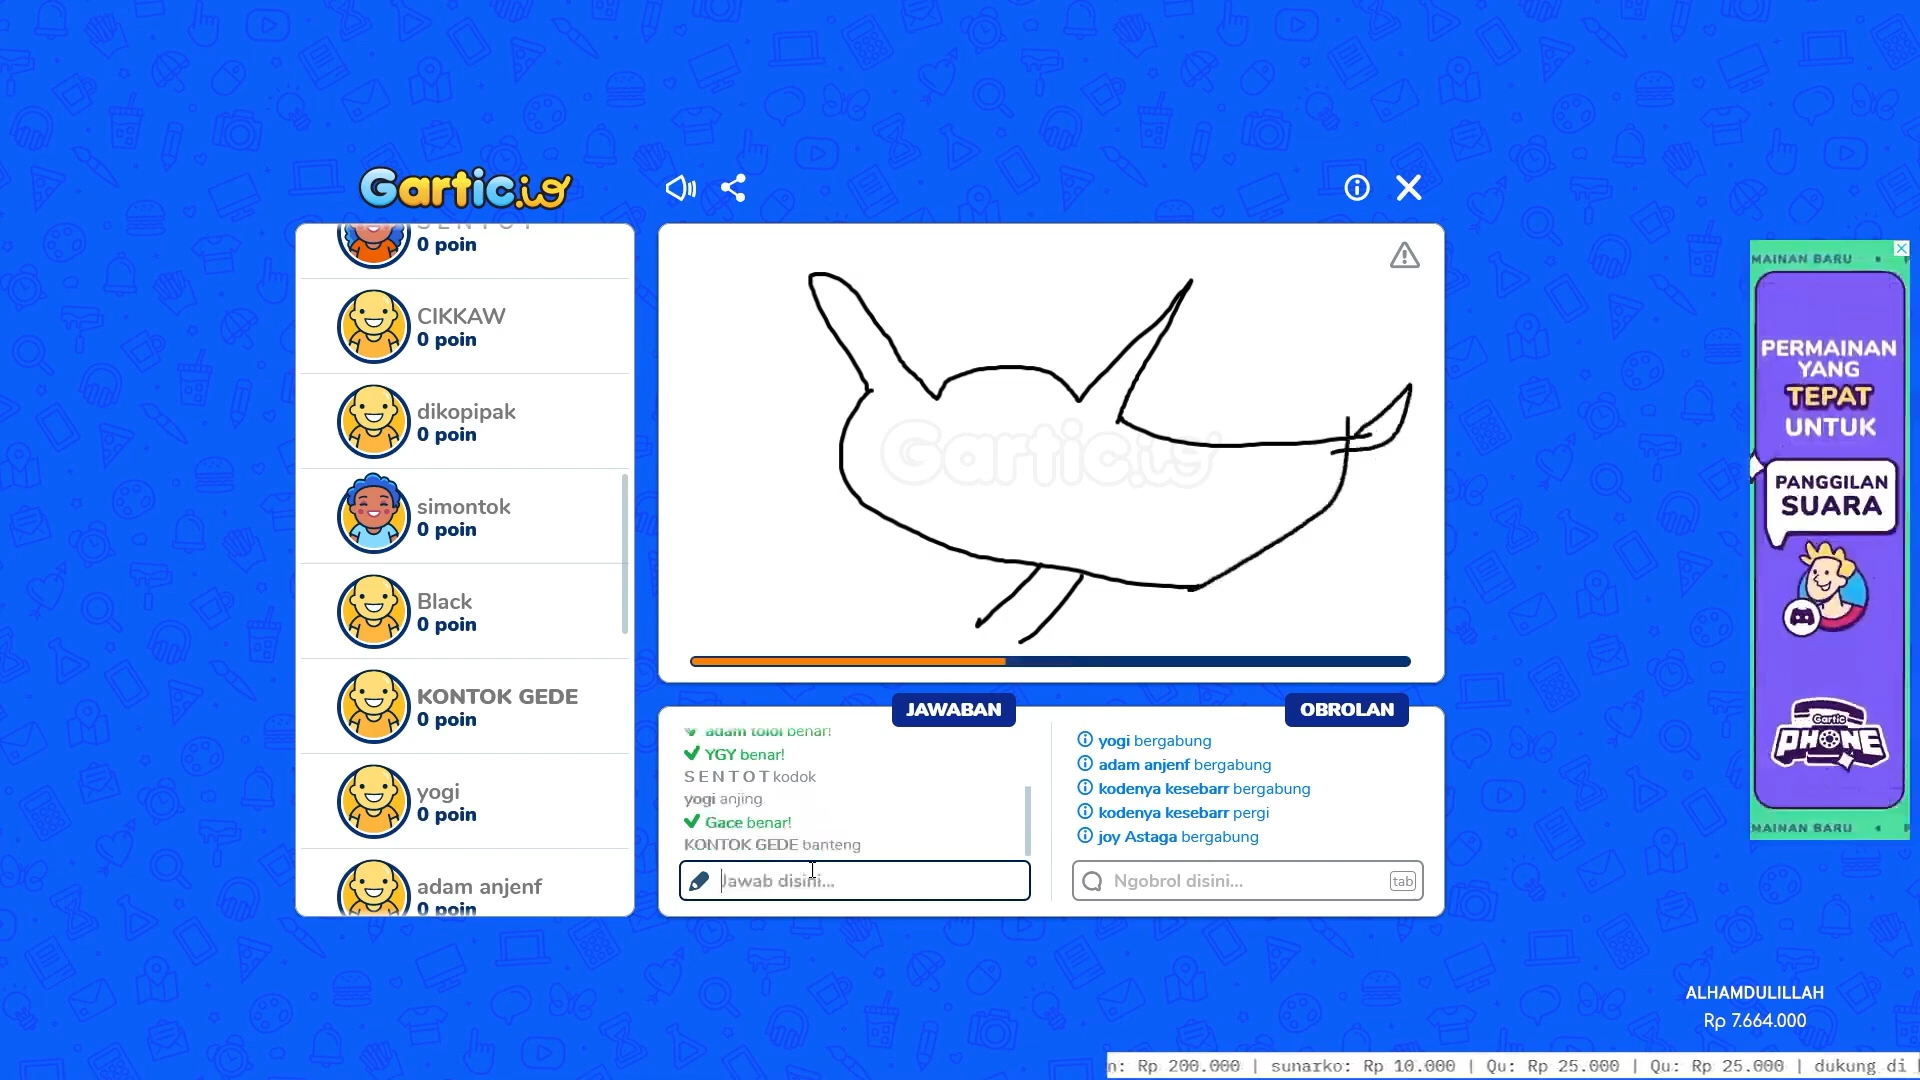 Gartic.io
0 poin
CIKKAW
0 poin
dikopipak
0 poin
simontok
0 poin
Black
0 poin
KONTOK GEDE
0 poin
yogi
0 poin
adam anjenf
0 poin
Gartic.io
JAWABAN
adam tolol benar!
YGY benar!
S E N T O T kodok
yogi anjing
Gace benar!
KONTOK GEDE banteng
Jawab disini...
OBROLAN
yogi bergabung
adam anjenf bergabung
kodenya kesebarr bergabung
kodenya kesebarr pergi
joy Astaga bergabung
Ngobrol disini...
tab
MAINAN BARU
PERMAINAN
YANG
TEPAT
UNTUK
PANGGILAN
SUARA
Gartic
PHONE
MAINAN BARU
ALHAMDULILLAH
Rp 7.664.000
n: Rp 200.000 | sunarko: Rp 10.000 | Qu: Rp 25.000 | Qu: Rp 25.000 | dukung di